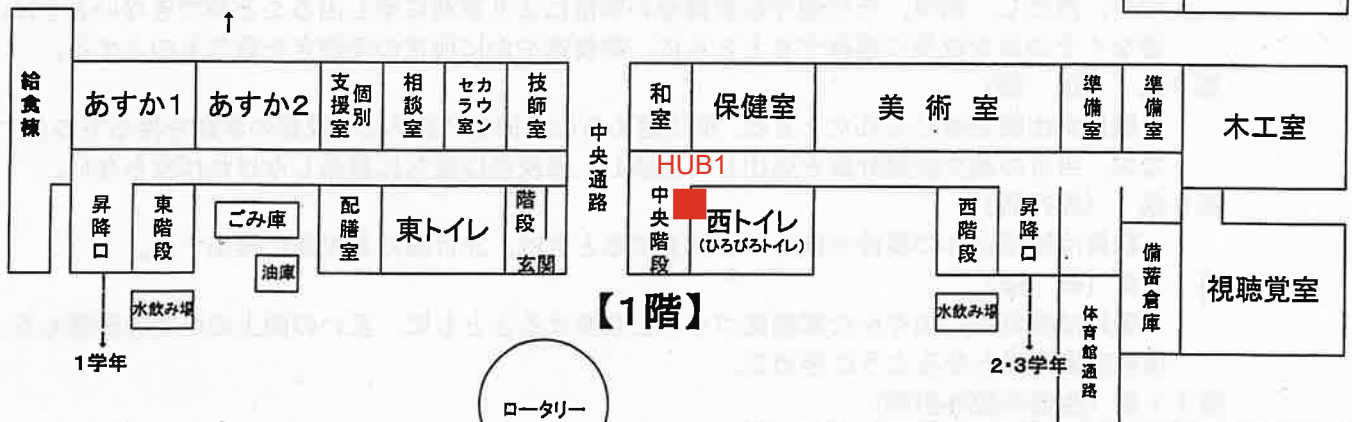 給食棟
あすか1
あすか2
個別
支援室
相談室
カウン
セラ室
技師室
中央通路
和室
保健室
美術室
準備室
準備室
木工室
HUB1
昇降口
東階段
ごみ庫
油庫
配膳室
東トイレ
階段
玄関
中央階段
西トイレ
(ひろびろトイレ)
西階段
昇降口
備蓄倉庫
視聴覚室
水飲み場
水飲み場
【1階】
体育館通路
1学年
2・3学年
ロータリー